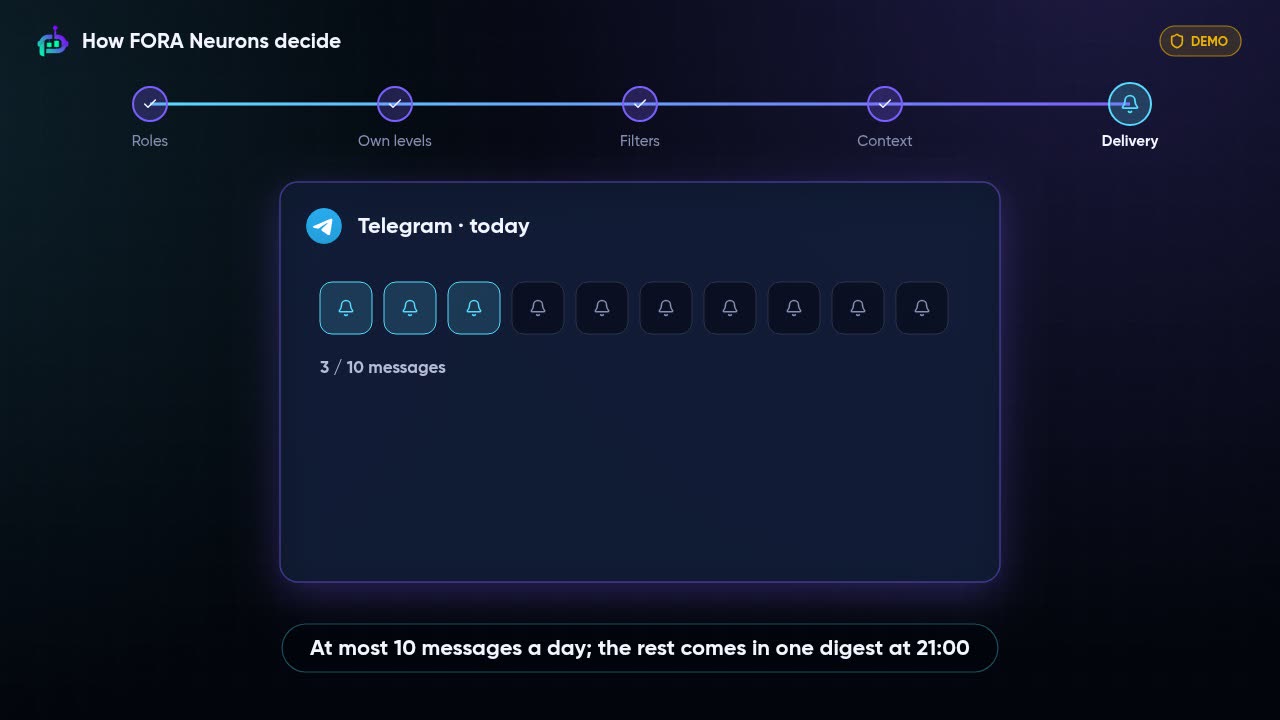 How FORA Neurons decide
DEMO
Roles
Own levels
Filters
Context
Delivery
Telegram · today
3 / 10 messages
At most 10 messages a day; the rest comes in one digest at 21:00